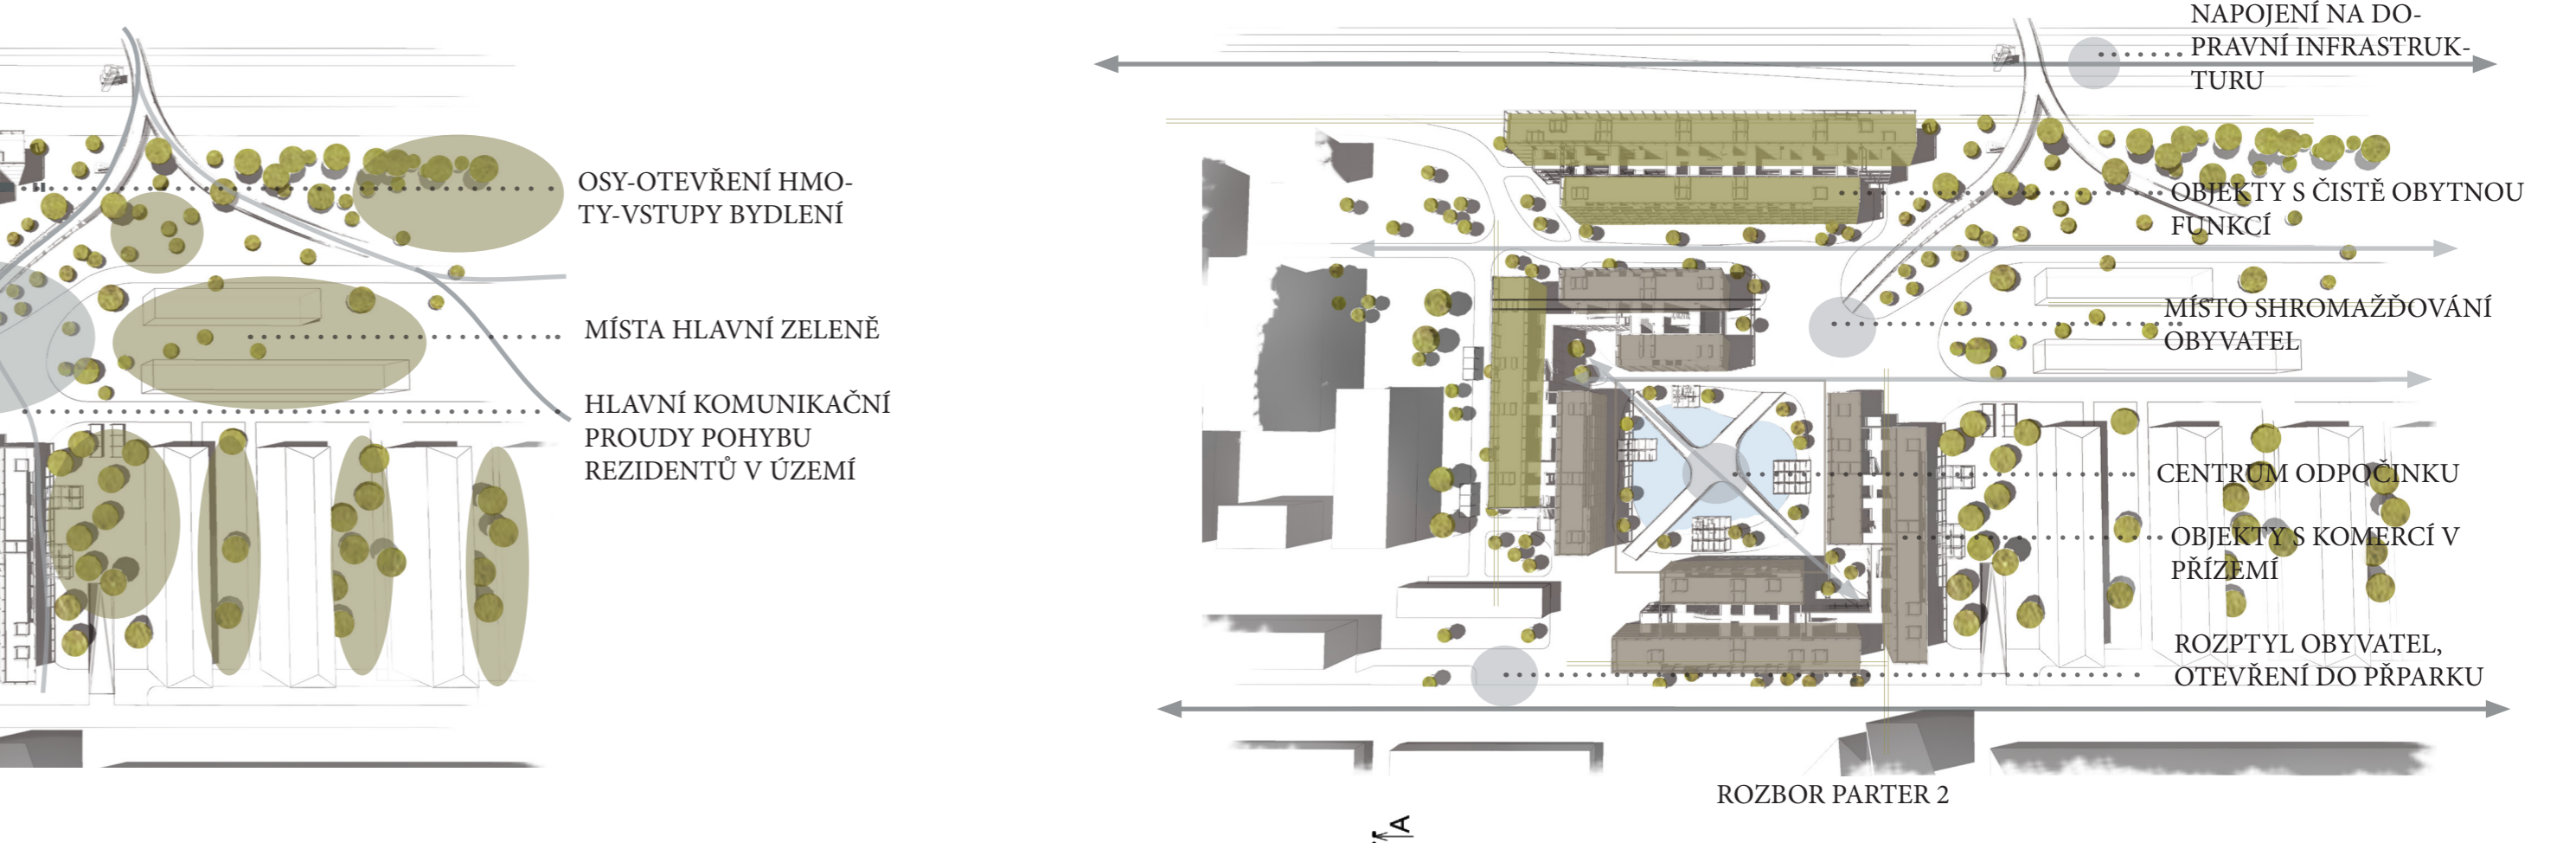 OSY-OTEVŘENÍ HMO-
TY-VSTUPY BYDLENÍ
MÍSTA HLAVNÍ ZELENĚ
HLAVNÍ KOMUNIKAČNÍ
PROUDY POHYBU
REZIDENTŮ V ÚZEMÍ
NAPOJENÍ NA DO-
PRAVNÍ INFRASTRUK-
TURU
OBJEKTY S ČISTĚ OBYTNOU
FUNKCÍ
MÍSTO SHROMAŽĎOVÁNÍ
OBYVATEL
CENTRUM ODPOČINKU
OBJEKTY S KOMERCÍ V
PŘÍZEMÍ
ROZPTYL OBYVATEL,
OTEVŘENÍ DO PŘPARKU
ROZBOR PARTER 2
A